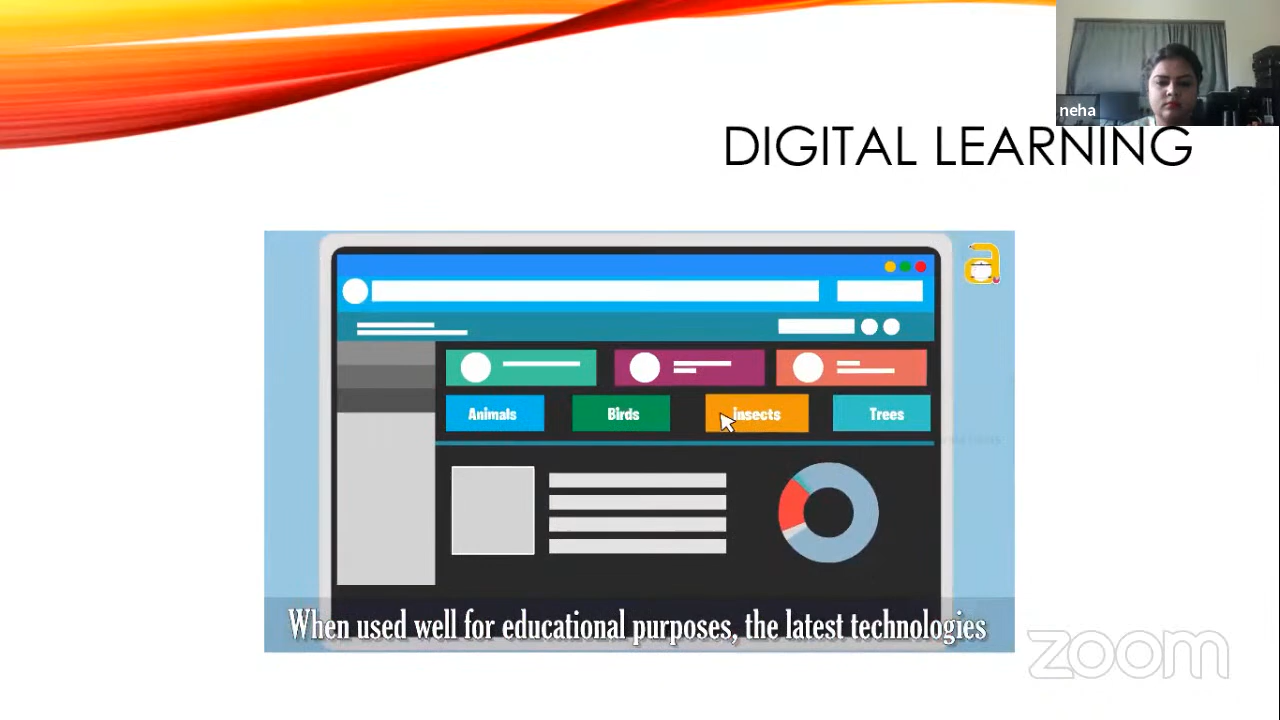 neha
DIGITAL LEARNING
a
Animals
Birds
insects
Trees
When used well for educational purposes, the latest technologies
zoom